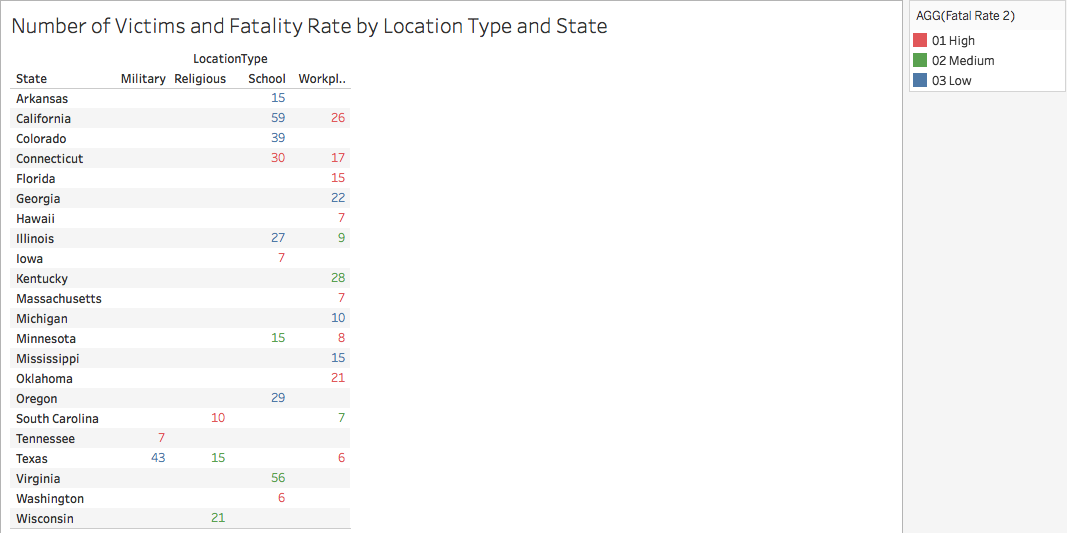 Number of Victims and Fatality Rate by Location Type and State
LocationType
State Military Religious School Workpl..
Arkansas 15
California 59 26
Colorado 39
Connecticut 30 17
Florida 15
Georgia 22
Hawaii 7
Illinois 27 9
Iowa 7
Kentucky 28
Massachusetts 7
Michigan 10
Minnesota 15 8
Mississippi 15
Oklahoma 21
Oregon 29
South Carolina 10 7
Tennessee 7
Texas 43 15 6
Virginia 56
Washington 6
Wisconsin 21
AGG(Fatal Rate 2)
01 High
02 Medium
03 Low